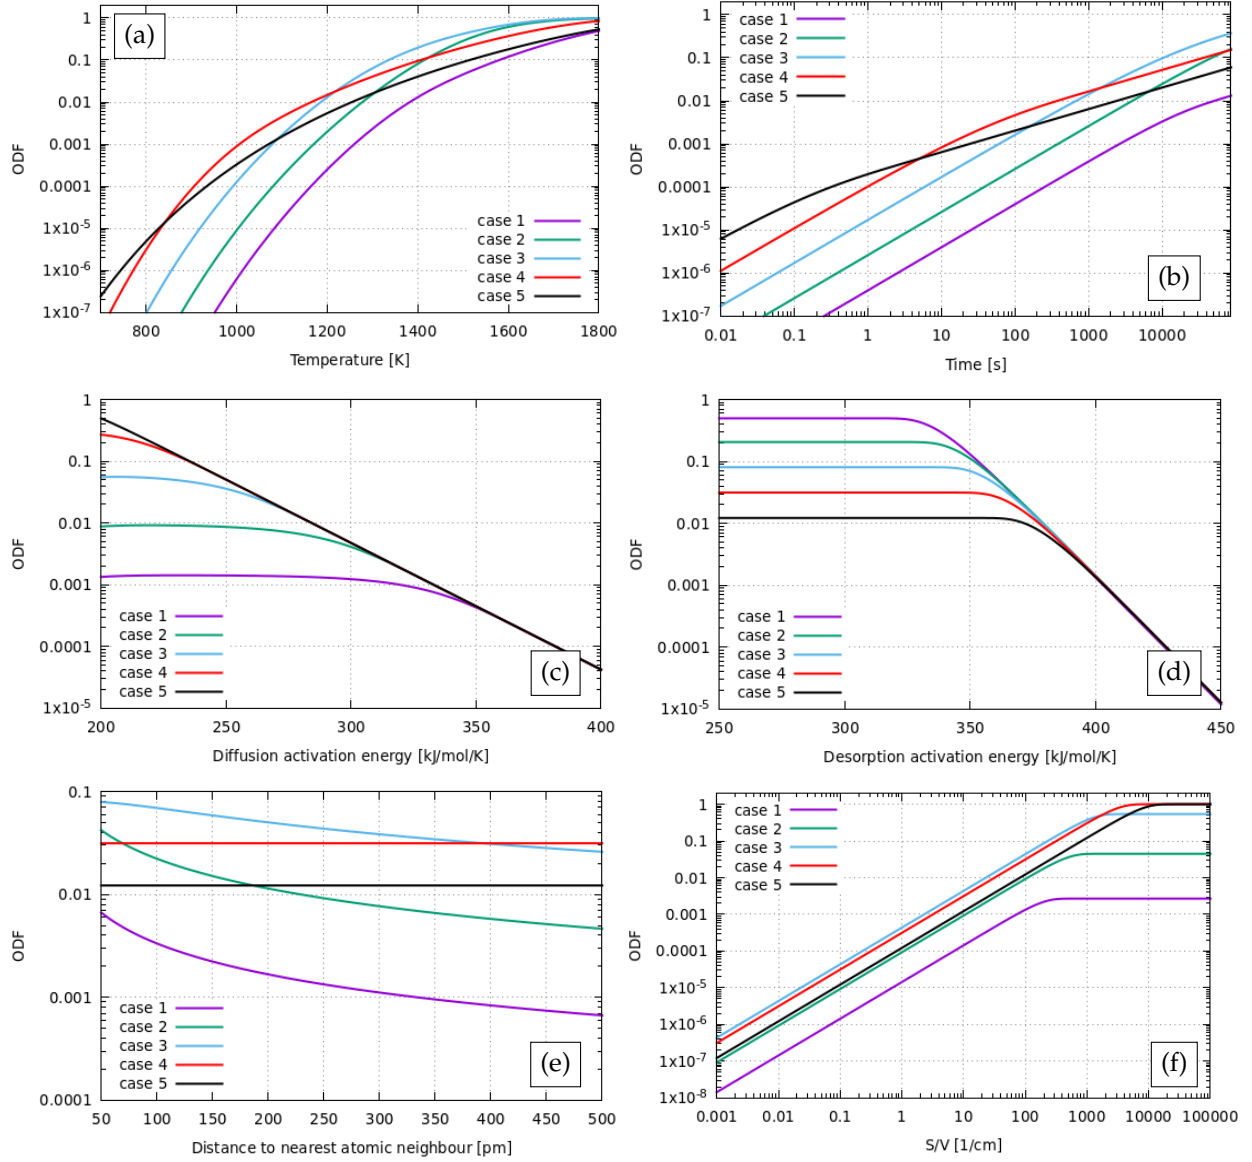 (a)
ODF
1
0.1
0.01
0.001
0.0001
1x10-5
1x10-6
1x10-7
case 1
case 2
case 3
case 4
case 5
800 1000 1200 1400 1600 1800
Temperature [K]
(b)
ODF
1
0.1
0.01
0.001
0.0001
1x10-5
1x10-6
1x10-7
case 1
case 2
case 3
case 4
case 5
0.01 0.1 1 10 100 1000 10000
Time [s]
(c)
ODF
1
0.1
0.01
0.001
0.0001
1x10-5
case 1
case 2
case 3
case 4
case 5
200 250 300 350 400
Diffusion activation energy [kJ/mol/K]
(d)
ODF
1
0.1
0.01
0.001
0.0001
1x10-5
case 1
case 2
case 3
case 4
case 5
250 300 350 400 450
Desorption activation energy [kJ/mol/K]
(e)
ODF
0.1
0.01
0.001
0.0001
case 1
case 2
case 3
case 4
case 5
50 100 150 200 250 300 350 400 450 500
Distance to nearest atomic neighbour [pm]
(f)
ODF
1
0.1
0.01
0.001
0.0001
1x10-5
1x10-6
1x10-7
1x10-8
case 1
case 2
case 3
case 4
case 5
0.001 0.01 0.1 1 10 100 1000 10000 100000
S/V [1/cm]